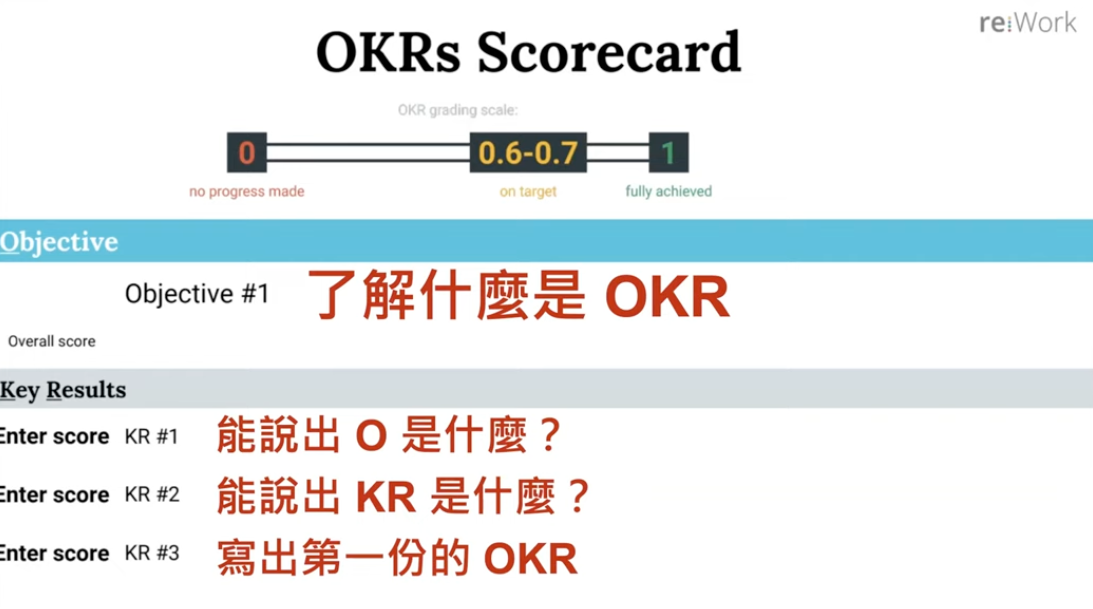 re:Work
OKRs Scorecard
OKR grading scale:
0 0.6-0.7 1
no progress made on target fully achieved
Objective
Objective #1 了解什麼是 OKR
Overall score
Key Results
Enter score KR #1 能說出 O 是什麼？
Enter score KR #2 能說出 KR 是什麼？
Enter score KR #3 寫出第一份的 OKR